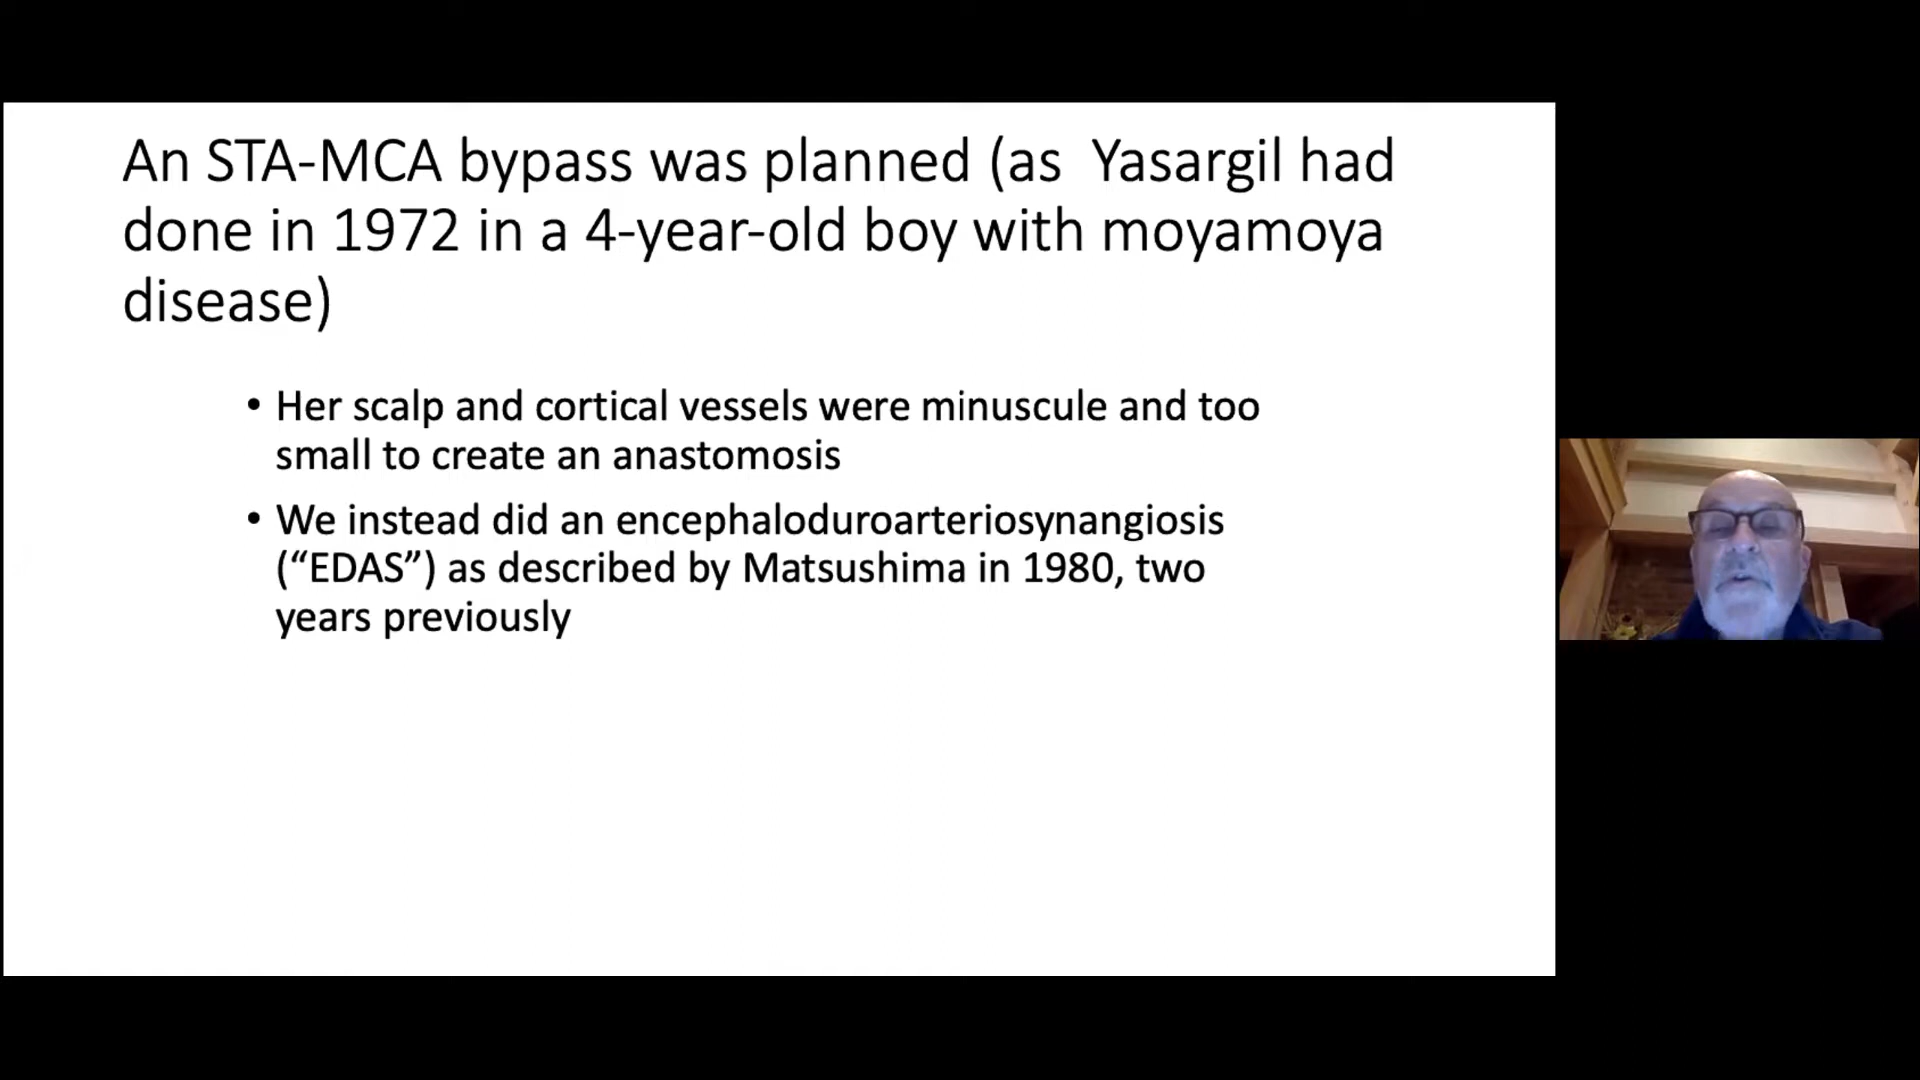 An STA-MCA bypass was planned (as  Yasargil had
done in 1972 in a 4-year-old boy with moyamoya
disease)
• Her scalp and cortical vessels were minuscule and too
small to create an anastomosis
• We instead did an encephaloduroarteriosynangiosis
(“EDAS”) as described by Matsushima in 1980, two
years previously